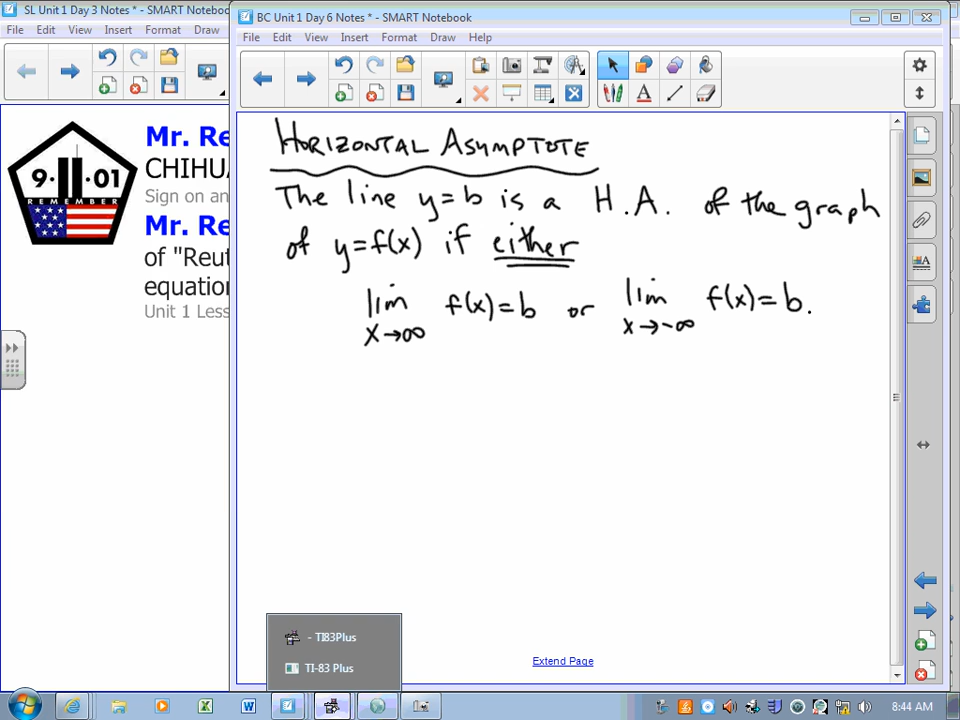 SL Unit 1 Day 3 Notes * - SMART Notebook
File Edit View Insert Format Draw
9 11 01
REMEMBER
Mr. Re
CHIHUA
Sign on an
Mr. Re
of "Reut
equation
Unit 1 Less
BC Unit 1 Day 6 Notes * - SMART Notebook
File Edit View Insert Format Draw Help
HORIZONTAL ASYMPTOTE
The line y=b is a H.A. of the graph
of y=f(x) if either
lim f(x)=b or lim f(x)=b.
x→∞ x→-∞
Extend Page
- TI83Plus
TI-83 Plus
8:44 AM